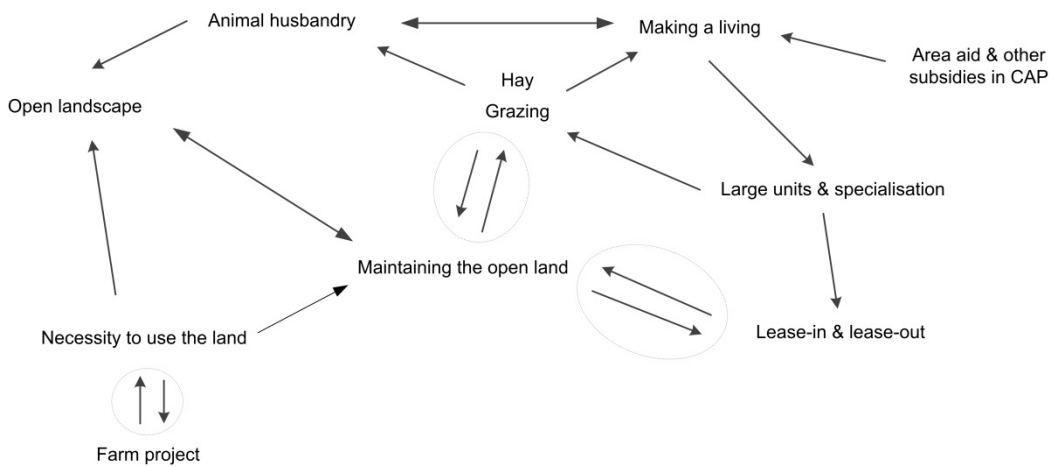 Animal husbandry
Making a living
Area aid & other
subsidies in CAP
Hay
Grazing
Open landscape
Large units & specialisation
Maintaining the open land
Necessity to use the land
Lease-in & lease-out
Farm project